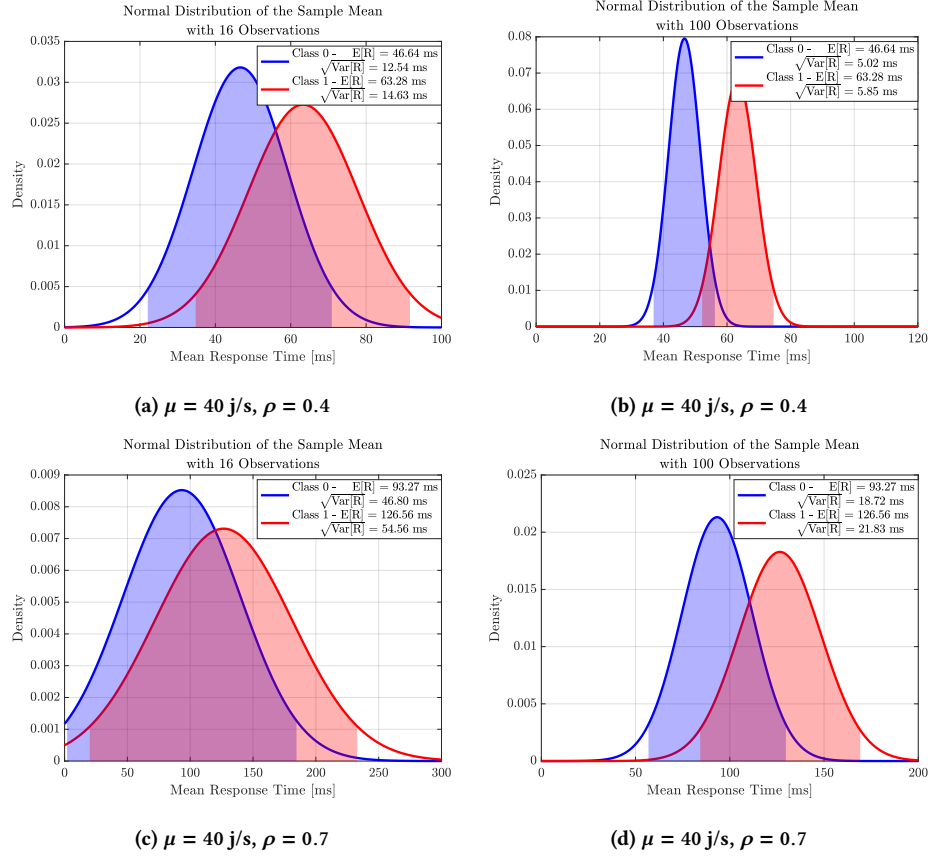 Normal Distribution of the Sample Mean
with 16 Observations
Class 0 - E[R] = 46.64 ms
√Var[R] = 12.54 ms
Class 1 - E[R] = 63.28 ms
√Var[R] = 14.63 ms
0.035
0.03
0.025
0.02
0.015
0.01
0.005
0
Density
0 20 40 60 80 100
Mean Response Time [ms]
(a) μ = 40 j/s, ρ = 0.4
Normal Distribution of the Sample Mean
with 100 Observations
Class 0 - E[R] = 46.64 ms
√Var[R] = 5.02 ms
Class 1 - E[R] = 63.28 ms
√Var[R] = 5.85 ms
0.08
0.07
0.06
0.05
0.04
0.03
0.02
0.01
0
Density
0 20 40 60 80 100 120
Mean Response Time [ms]
(b) μ = 40 j/s, ρ = 0.4
Normal Distribution of the Sample Mean
with 16 Observations
Class 0 - E[R] = 93.27 ms
√Var[R] = 46.80 ms
Class 1 - E[R] = 126.56 ms
√Var[R] = 54.56 ms
0.009
0.008
0.007
0.006
0.005
0.004
0.003
0.002
0.001
0
Density
0 50 100 150 200 250 300
Mean Response Time [ms]
(c) μ = 40 j/s, ρ = 0.7
Normal Distribution of the Sample Mean
with 100 Observations
Class 0 - E[R] = 93.27 ms
√Var[R] = 18.72 ms
Class 1 - E[R] = 126.56 ms
√Var[R] = 21.83 ms
0.025
0.02
0.015
0.01
0.005
0
Density
0 50 100 150 200
Mean Response Time [ms]
(d) μ = 40 j/s, ρ = 0.7